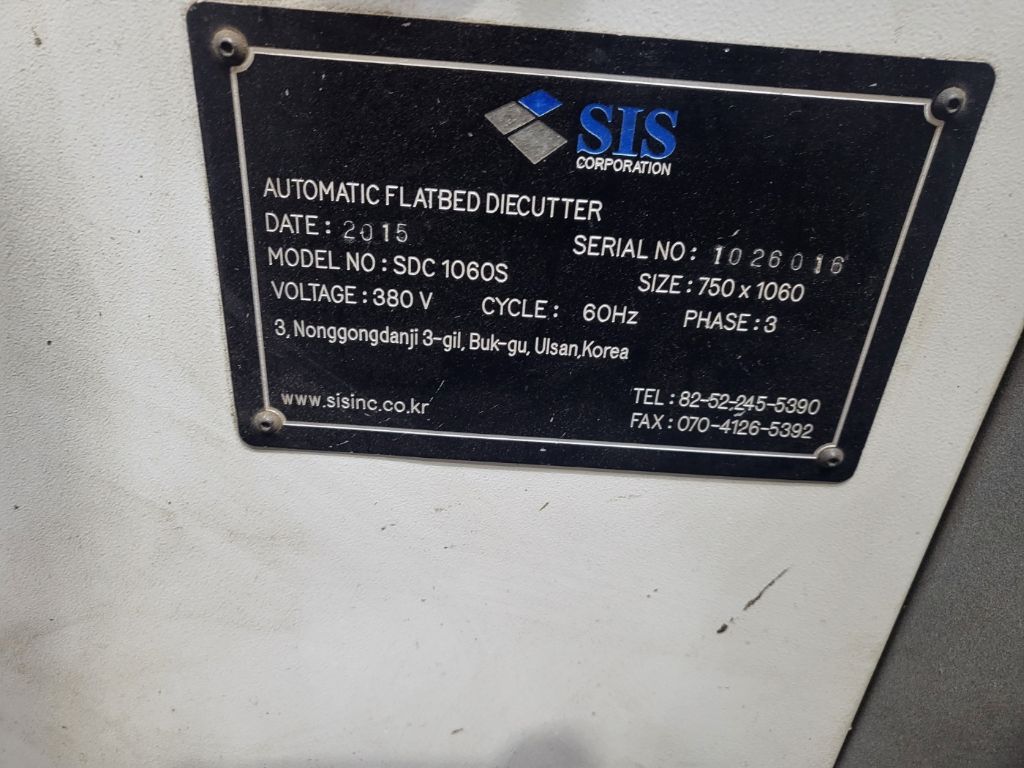 SIS
CORPORATION
AUTOMATIC FLATBED DIECUTTER
DATE : 2015 SERIAL NO : 1026016
MODEL NO : SDC 1060S SIZE : 750 x 1060
VOLTAGE : 380 V CYCLE : 60Hz PHASE : 3
3, Nonggongdanji 3-gil, Buk-gu, Ulsan,Korea
www.sisinc.co.kr TEL : 82-52-245-5390
FAX : 070-4126-5392